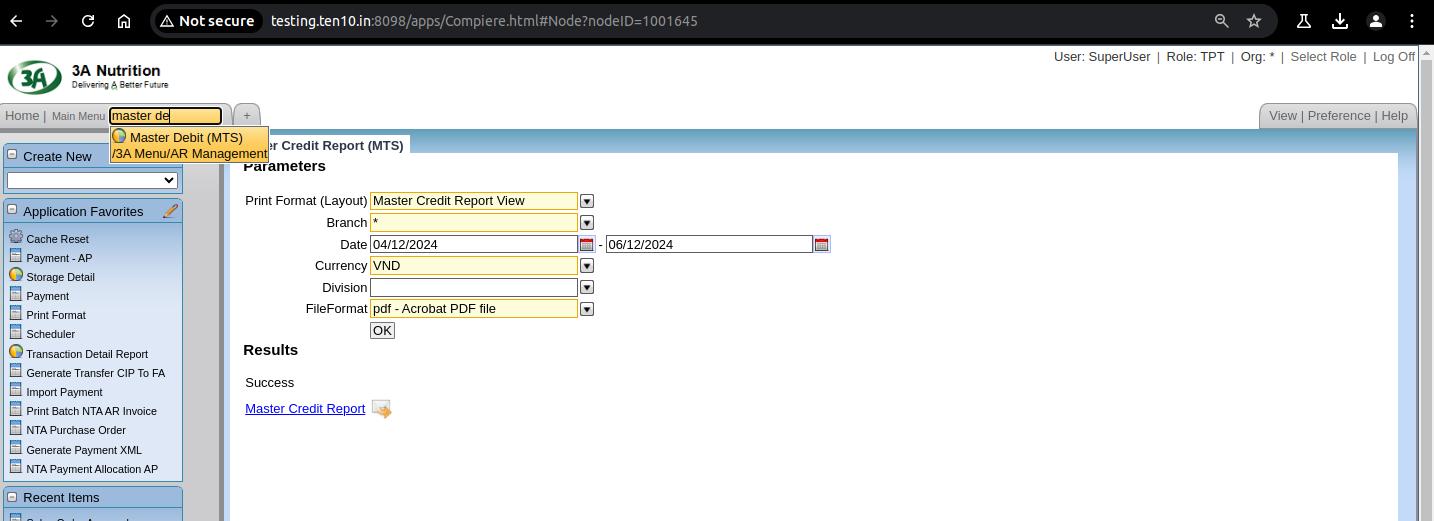 Not secure testing.ten10.in:8098/apps/Compiere.html#Node?nodeID=1001645
User: SuperUser | Role: TPT | Org: * | Select Role | Log Off
3A 3A Nutrition
Delivering A Better Future
Home | Main Menu master de +
View | Preference | Help
Master Debit (MTS)
/3A Menu/AR Management
Create New
Application Favorites
Cache Reset
Payment - AP
Storage Detail
Payment
Print Format
Scheduler
Transaction Detail Report
Generate Transfer CIP To FA
Import Payment
Print Batch NTA AR Invoice
NTA Purchase Order
Generate Payment XML
NTA Payment Allocation AP
Recent Items
Credit Report (MTS)
Parameters
Print Format (Layout) Master Credit Report View
Branch *
Date 04/12/2024 - 06/12/2024
Currency VND
Division
FileFormat pdf - Acrobat PDF file
OK
Results
Success
Master Credit Report